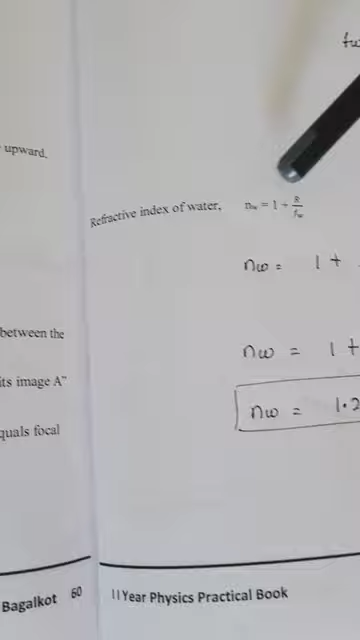 upward.
between the
its image A"
quals focal
Bagalkot 60
Refractive index of water, nw = 1 + R/fw
nw = 1 +
nw = 1 +
nw = 1.2
II Year Physics Practical Book